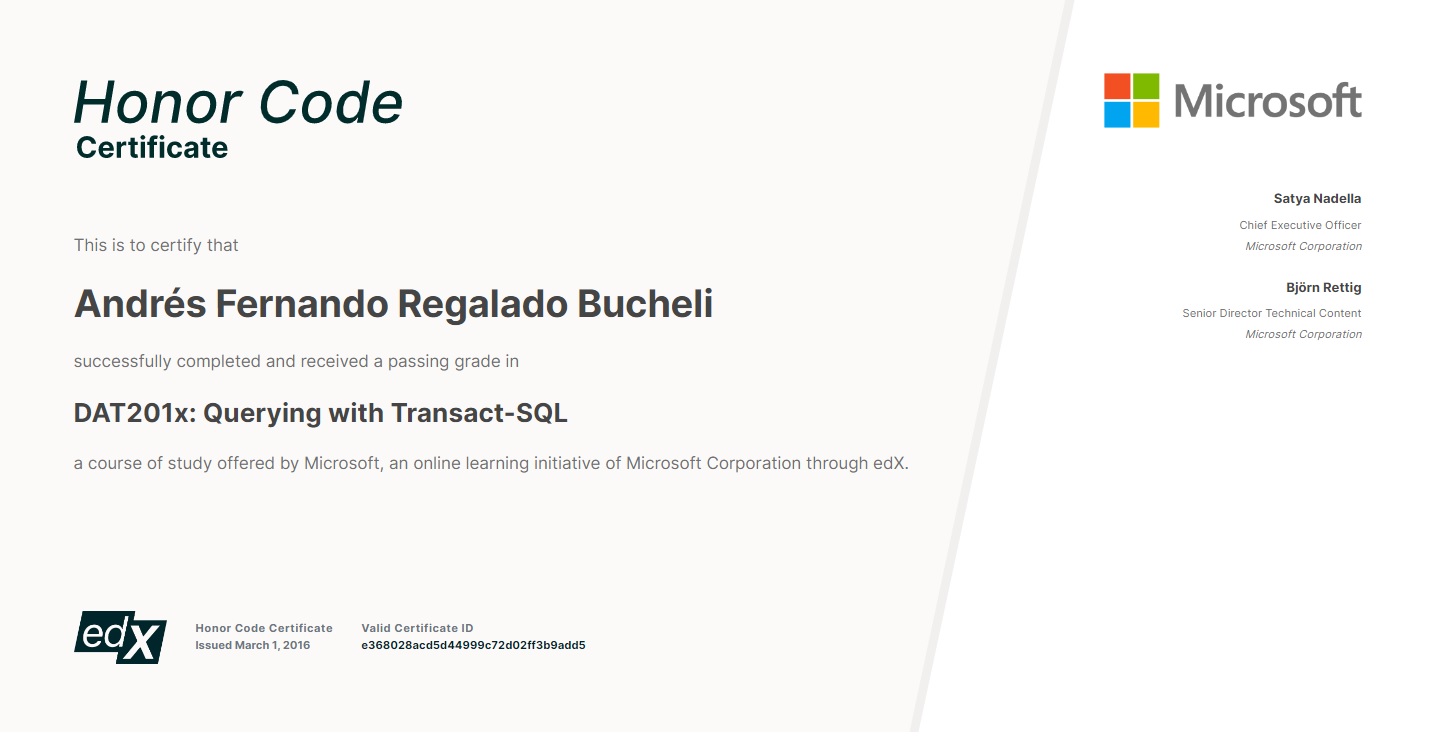 Honor Code
Certificate
This is to certify that
Andrés Fernando Regalado Bucheli
successfully completed and received a passing grade in
DAT201x: Querying with Transact-SQL
a course of study offered by Microsoft, an online learning initiative of Microsoft Corporation through edX.
edX
Honor Code Certificate
Issued March 1, 2016
Valid Certificate ID
e368028acd5d44999c72d02ff3b9add5
Microsoft
Satya Nadella
Chief Executive Officer
Microsoft Corporation
Björn Rettig
Senior Director Technical Content
Microsoft Corporation